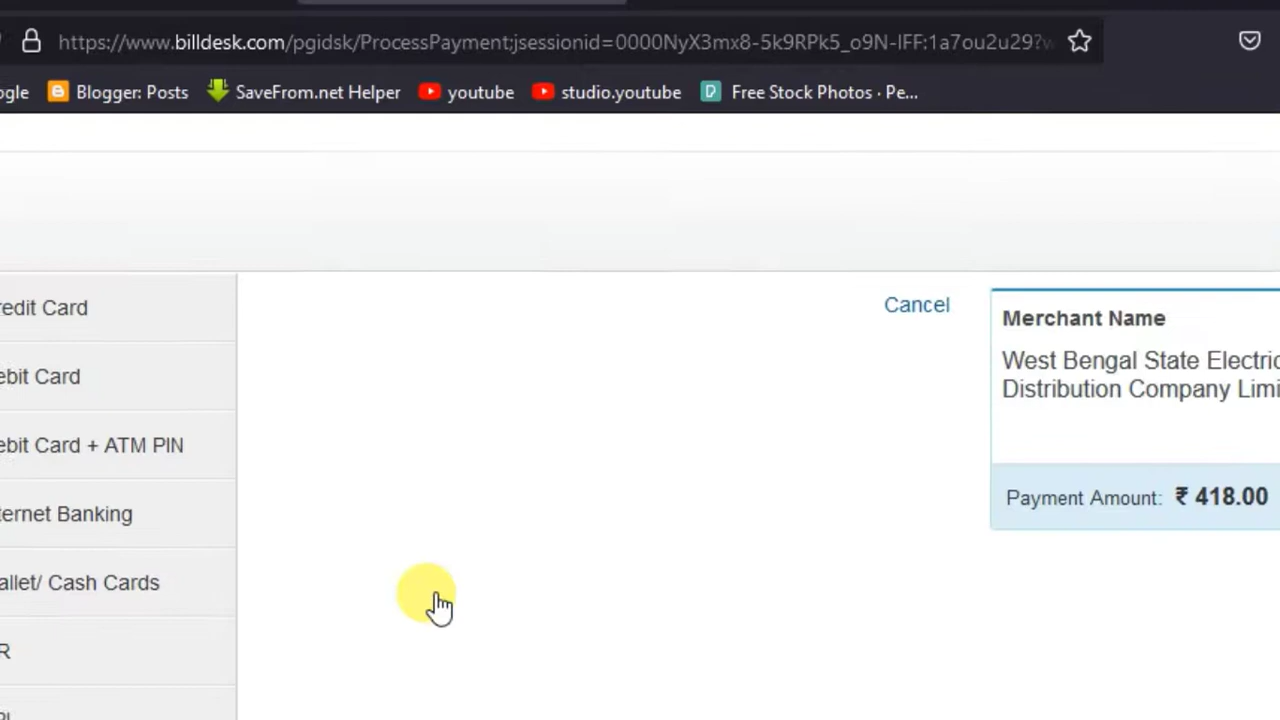 https://www.billdesk.com/pgidsk/ProcessPayment;jsessionid=0000NyX3mx8-5k9RPk5_o9N-IFF:1a7ou2u29?w
ogle Blogger: Posts SaveFrom.net Helper youtube studio.youtube Free Stock Photos · Pe...
redit Card
ebit Card
ebit Card + ATM PIN
ternet Banking
allet/ Cash Cards
R
Cancel
Merchant Name
West Bengal State Electric
Distribution Company Limi
Payment Amount: ₹ 418.00